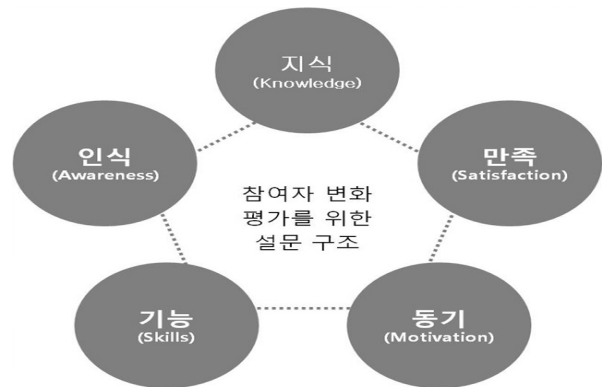 지식
(Knowledge)
인식
(Awareness)
만족
(Satisfaction)
참여자 변화
평가를 위한
설문 구조
기능
(Skills)
동기
(Motivation)